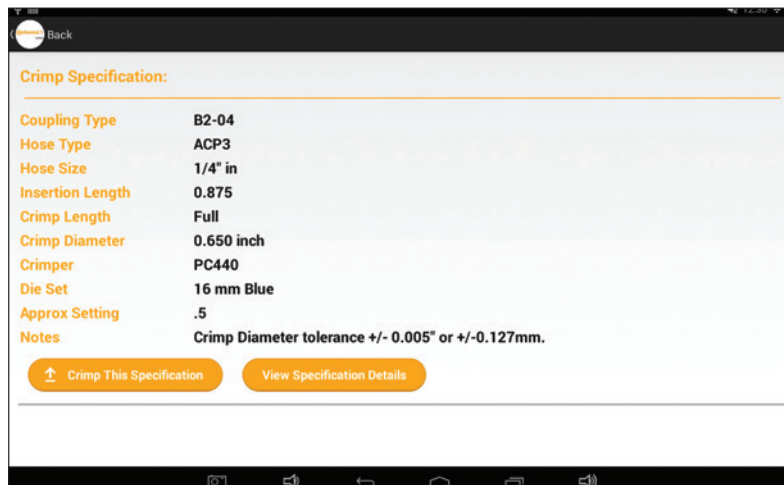 12:30
Back
Crimp Specification:
Coupling Type B2-04
Hose Type ACP3
Hose Size 1/4" in
Insertion Length 0.875
Crimp Length Full
Crimp Diameter 0.650 inch
Crimper PC440
Die Set 16 mm Blue
Approx Setting .5
Notes Crimp Diameter tolerance +/- 0.005" or +/-0.127mm.
Crimp This Specification View Specification Details